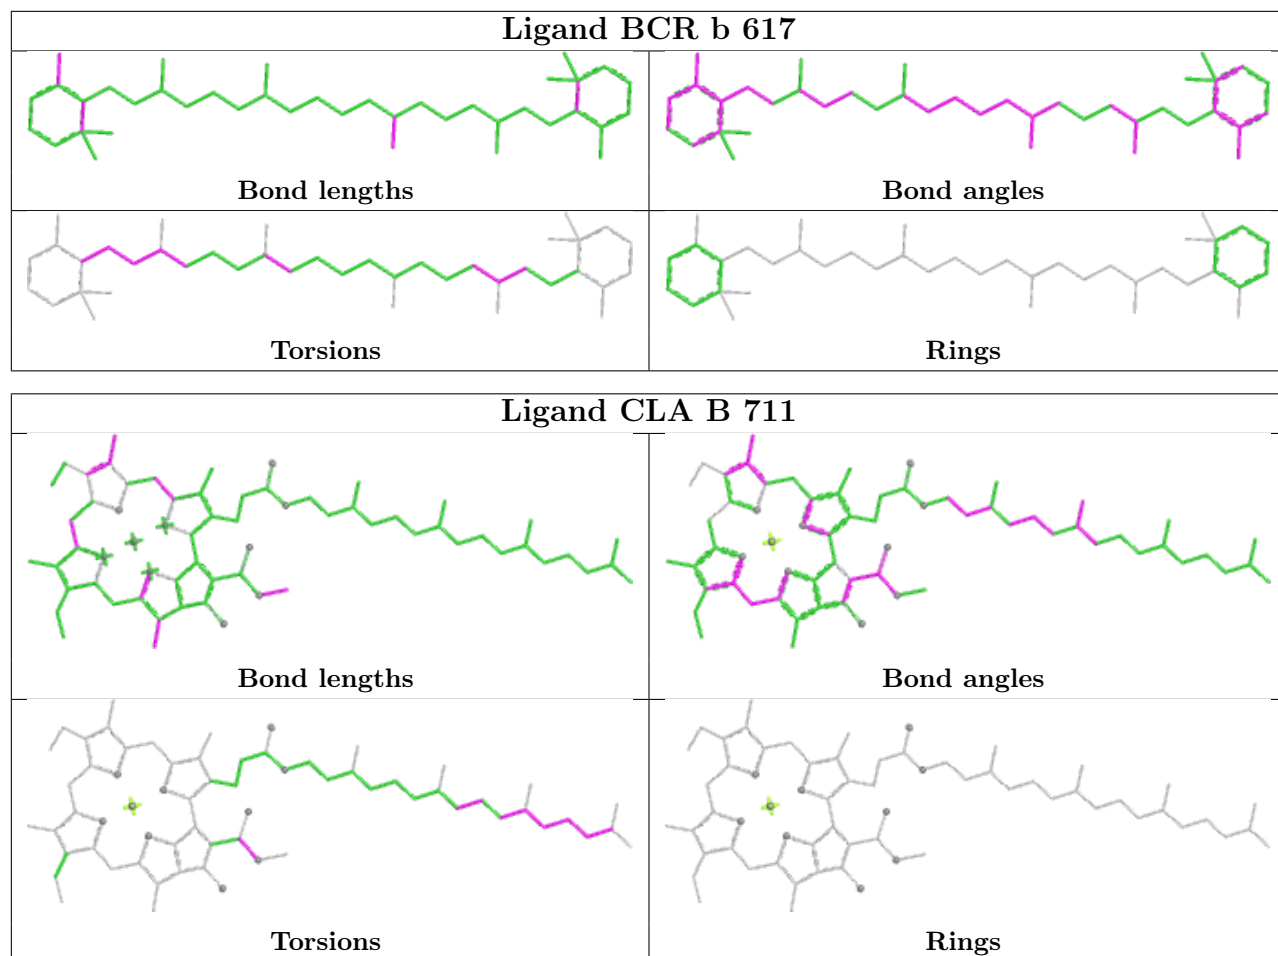 Ligand BCR b 617
Bond lengths
Bond angles
Torsions
Rings
Ligand CLA B 711
Bond lengths
Bond angles
Torsions
Rings